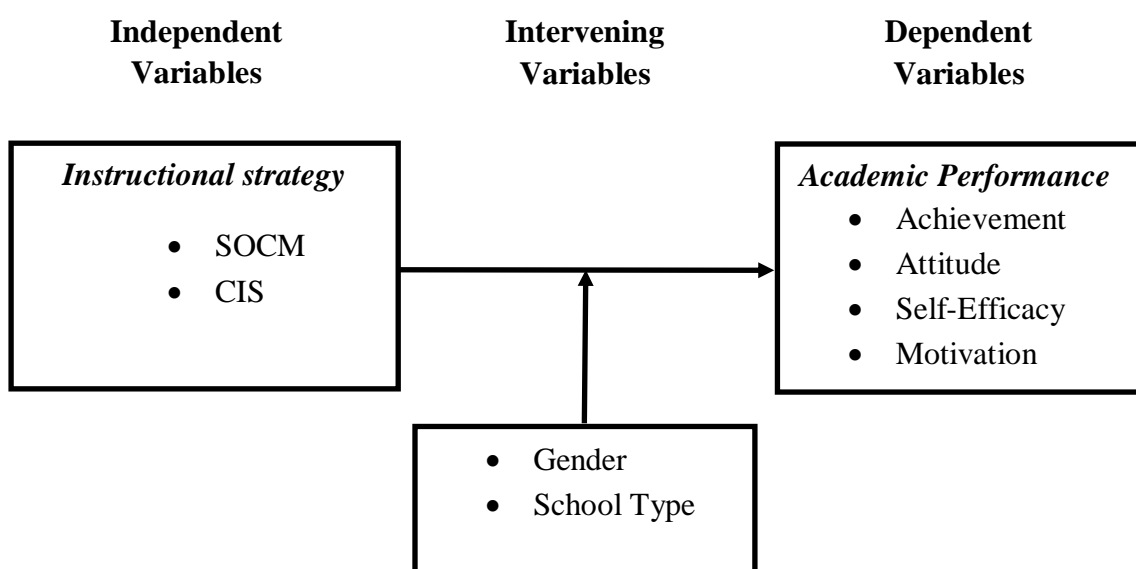 Independent
Variables
Intervening
Variables
Dependent
Variables
Instructional strategy
• SOCM
• CIS
Academic Performance
• Achievement
• Attitude
• Self-Efficacy
• Motivation
• Gender
• School Type